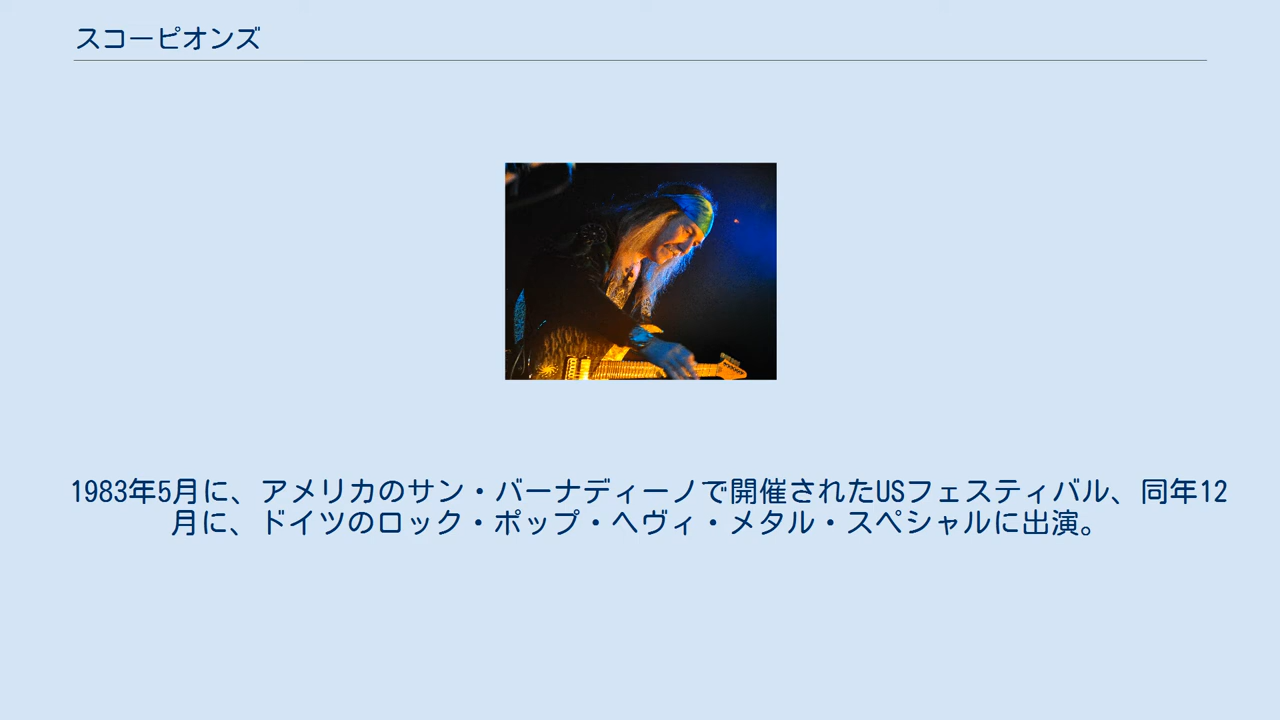 スコーピオンズ
1983年5月に、アメリカのサン・バーナディーノで開催されたUSフェスティバル、同年12
月に、ドイツのロック・ポップ・ヘヴィ・メタル・スペシャルに出演。